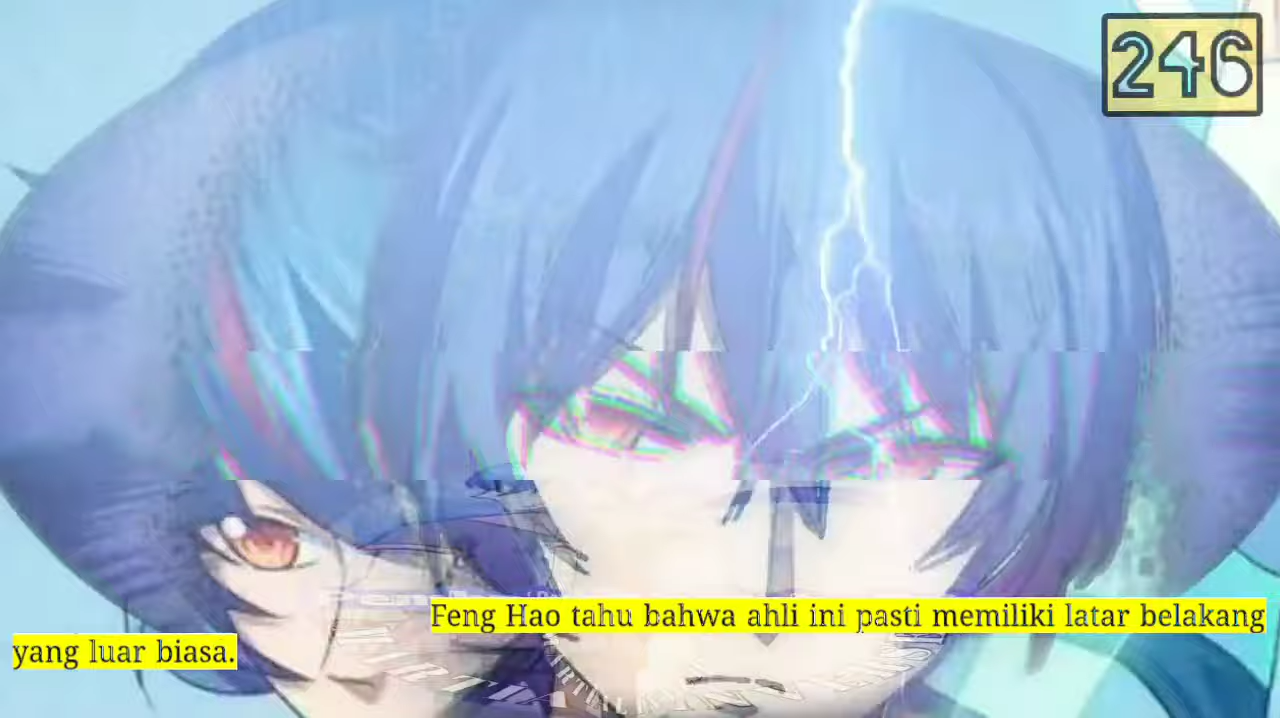 246
Feng Hao tahu bahwa ahli ini pasti memiliki latar belakang
yang luar biasa.